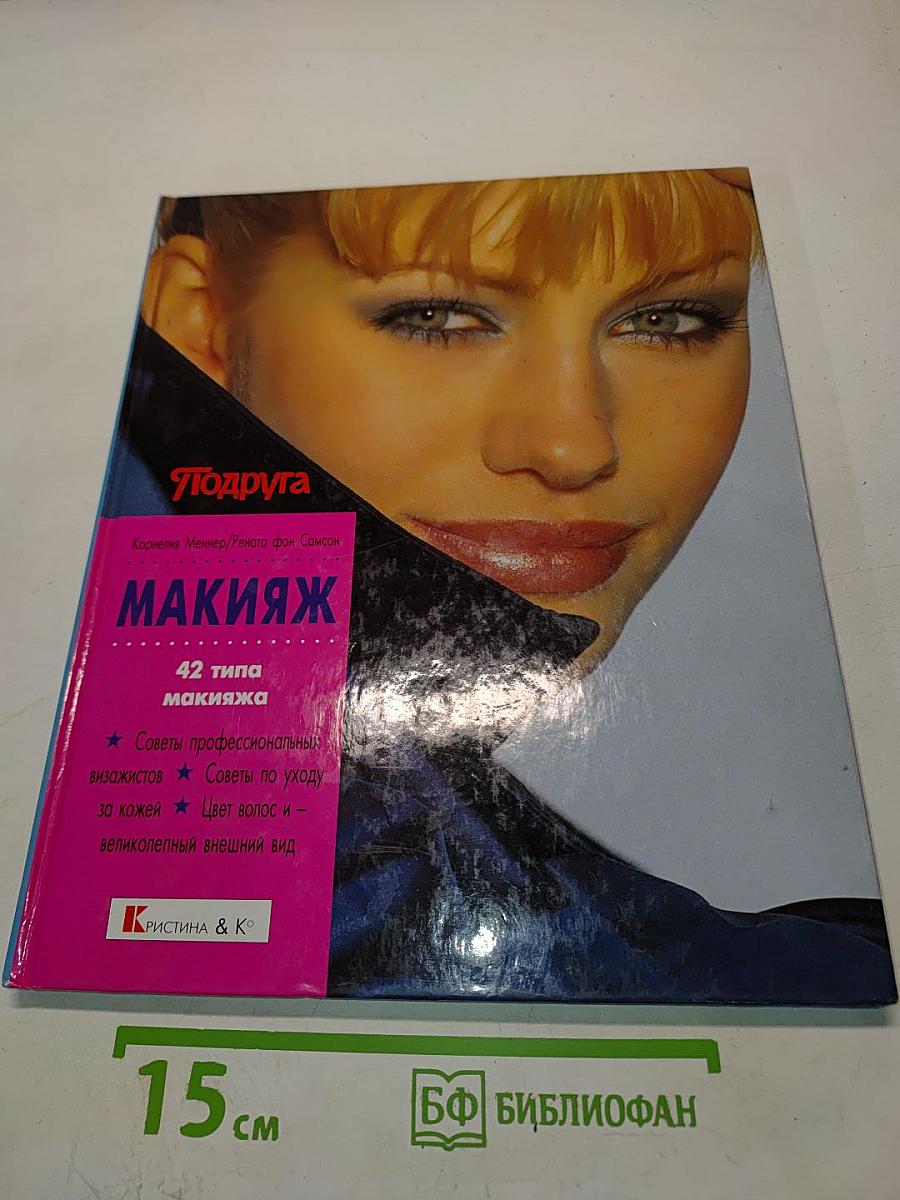 Подруга
Корнелия Меннер/Рената фон Самсон
МАКИЯЖ
42 типа
макияжа
★ Советы профессиональных
визажистов ★ Советы по уходу
за кожей ★ Цвет волос и –
великолепный внешний вид
КРИСТИНА & К°
15 см
БФ БИБЛИОФАН